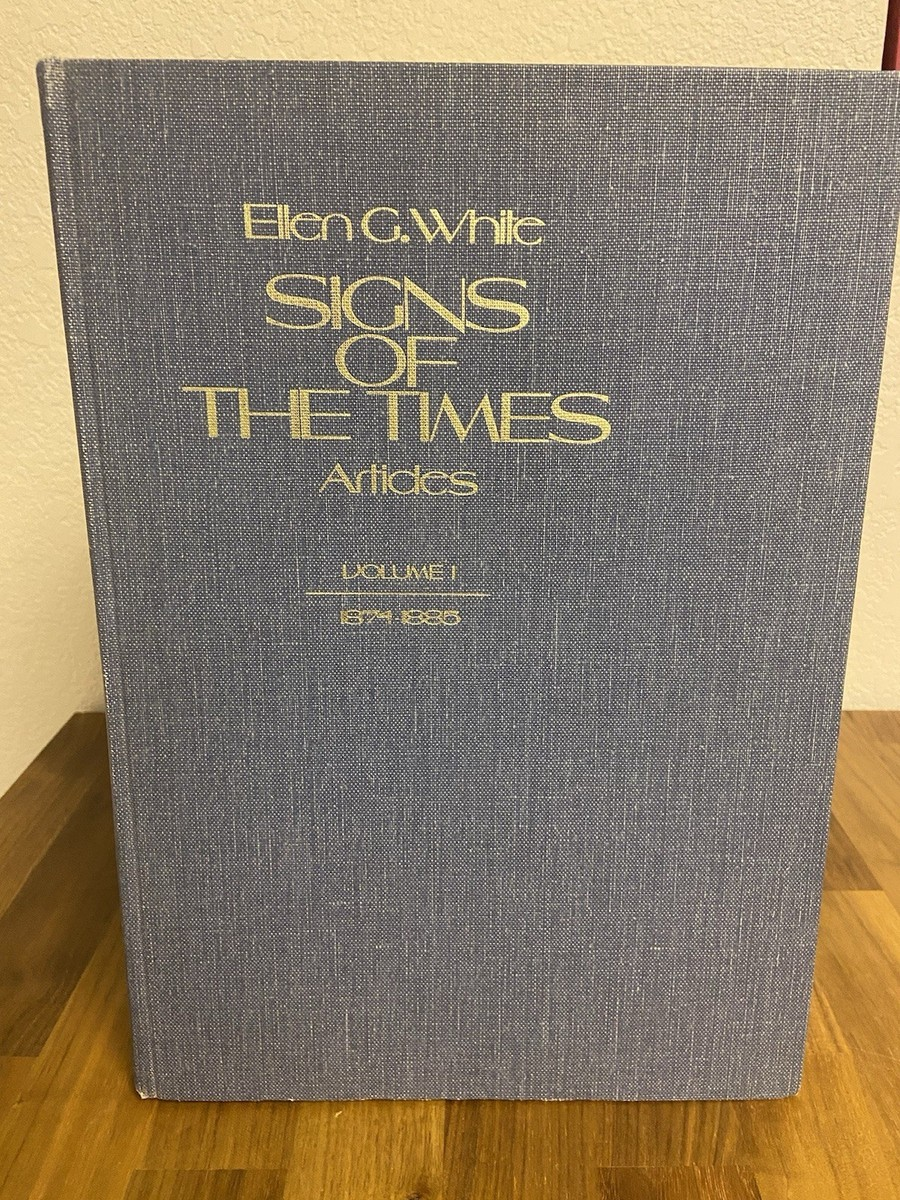 Ellen G. White
SIGNS
OF
THE TIMES
Articles
VOLUME I
1874-1885